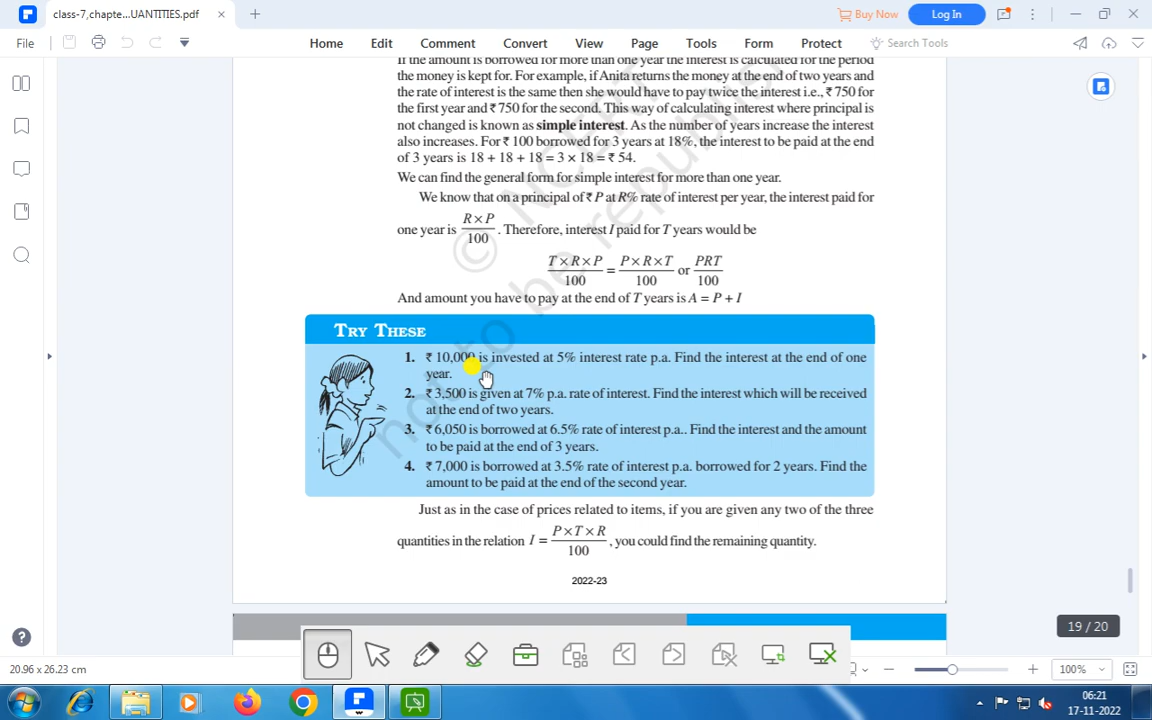 class-7,chapte...UANTITIES.pdf
Buy Now
Log In
File
Home
Edit
Comment
Convert
View
Page
Tools
Form
Protect
Search Tools
If the amount is borrowed for more than one year the interest is calculated for the period
the money is kept for. For example, if Anita returns the money at the end of two years and
the rate of interest is the same then she would have to pay twice the interest i.e., ₹ 750 for
the first year and ₹ 750 for the second. This way of calculating interest where principal is
not changed is known as simple interest. As the number of years increase the interest
also increases. For ₹ 100 borrowed for 3 years at 18%, the interest to be paid at the end
of 3 years is 18 + 18 + 18 = 3 × 18 = ₹ 54.
We can find the general form for simple interest for more than one year.
We know that on a principal of ₹ P at R% rate of interest per year, the interest paid for
one year is R × P / 100 . Therefore, interest I paid for T years would be
T × R × P / 100 = P × R × T / 100 or PRT / 100
And amount you have to pay at the end of T years is A = P + I
TRY THESE
1. ₹ 10,000 is invested at 5% interest rate p.a. Find the interest at the end of one
year.
2. ₹ 3,500 is given at 7% p.a. rate of interest. Find the interest which will be received
at the end of two years.
3. ₹ 6,050 is borrowed at 6.5% rate of interest p.a.. Find the interest and the amount
to be paid at the end of 3 years.
4. ₹ 7,000 is borrowed at 3.5% rate of interest p.a. borrowed for 2 years. Find the
amount to be paid at the end of the second year.
Just as in the case of prices related to items, if you are given any two of the three
quantities in the relation I = P × T × R / 100 , you could find the remaining quantity.
2022-23
© NCERT
not to be republished
19 / 20
20.96 x 26.23 cm
100%
06:21
17-11-2022